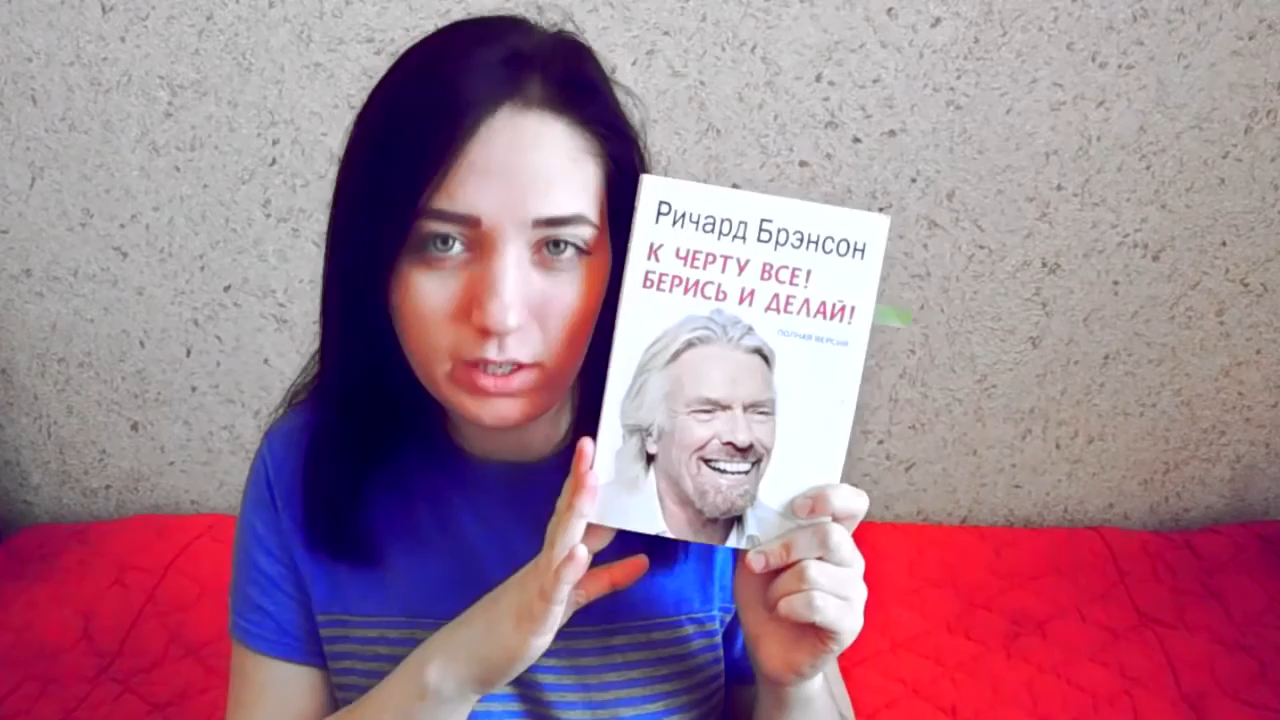 Ричард Брэнсон
К ЧЕРТУ ВСЕ!
БЕРИСЬ И ДЕЛАЙ!
ПОЛНАЯ ВЕРСИЯ